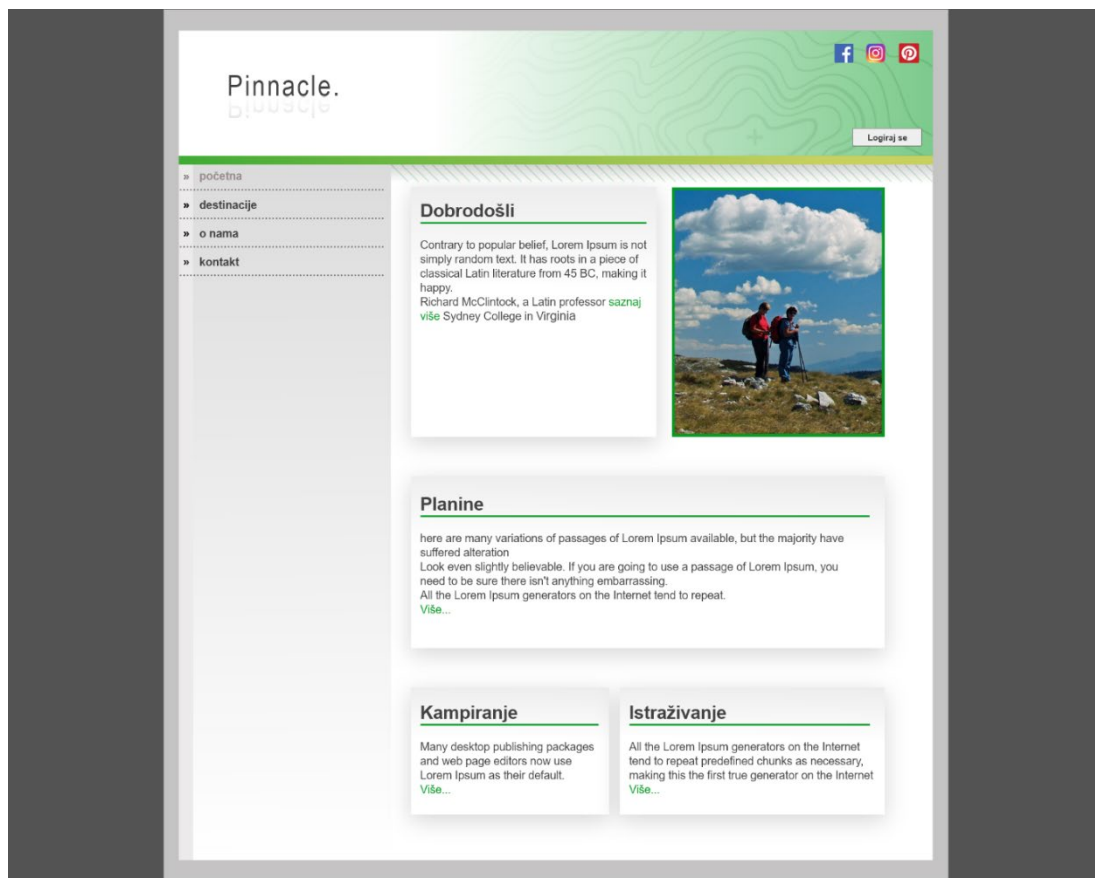 Pinnacle.
Logiraj se
» početna
» destinacije
» o nama
» kontakt
Dobrodošli
Contrary to popular belief, Lorem Ipsum is not
simply random text. It has roots in a piece of
classical Latin literature from 45 BC, making it
happy.
Richard McClintock, a Latin professor saznaj
više Sydney College in Virginia
Planine
here are many variations of passages of Lorem Ipsum available, but the majority have
suffered alteration
Look even slightly believable. If you are going to use a passage of Lorem Ipsum, you
need to be sure there isn't anything embarrassing.
All the Lorem Ipsum generators on the Internet tend to repeat.
Više...
Kampiranje
Many desktop publishing packages
and web page editors now use
Lorem Ipsum as their default.
Više...
Istraživanje
All the Lorem Ipsum generators on the Internet
tend to repeat predefined chunks as necessary,
making this the first true generator on the Internet
Više...